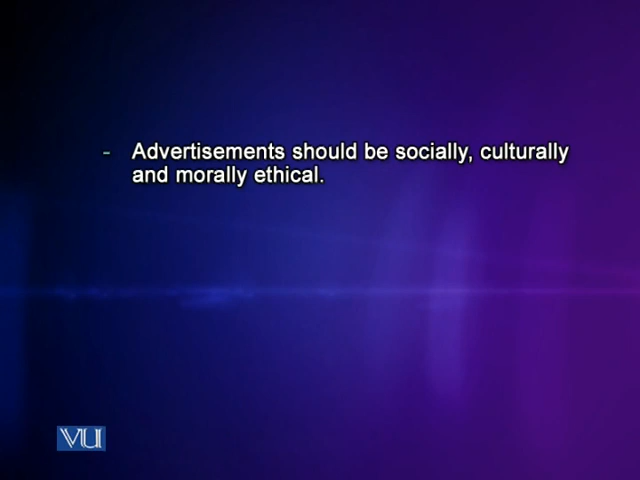 - Advertisements should be socially, culturally
and morally ethical.
VU